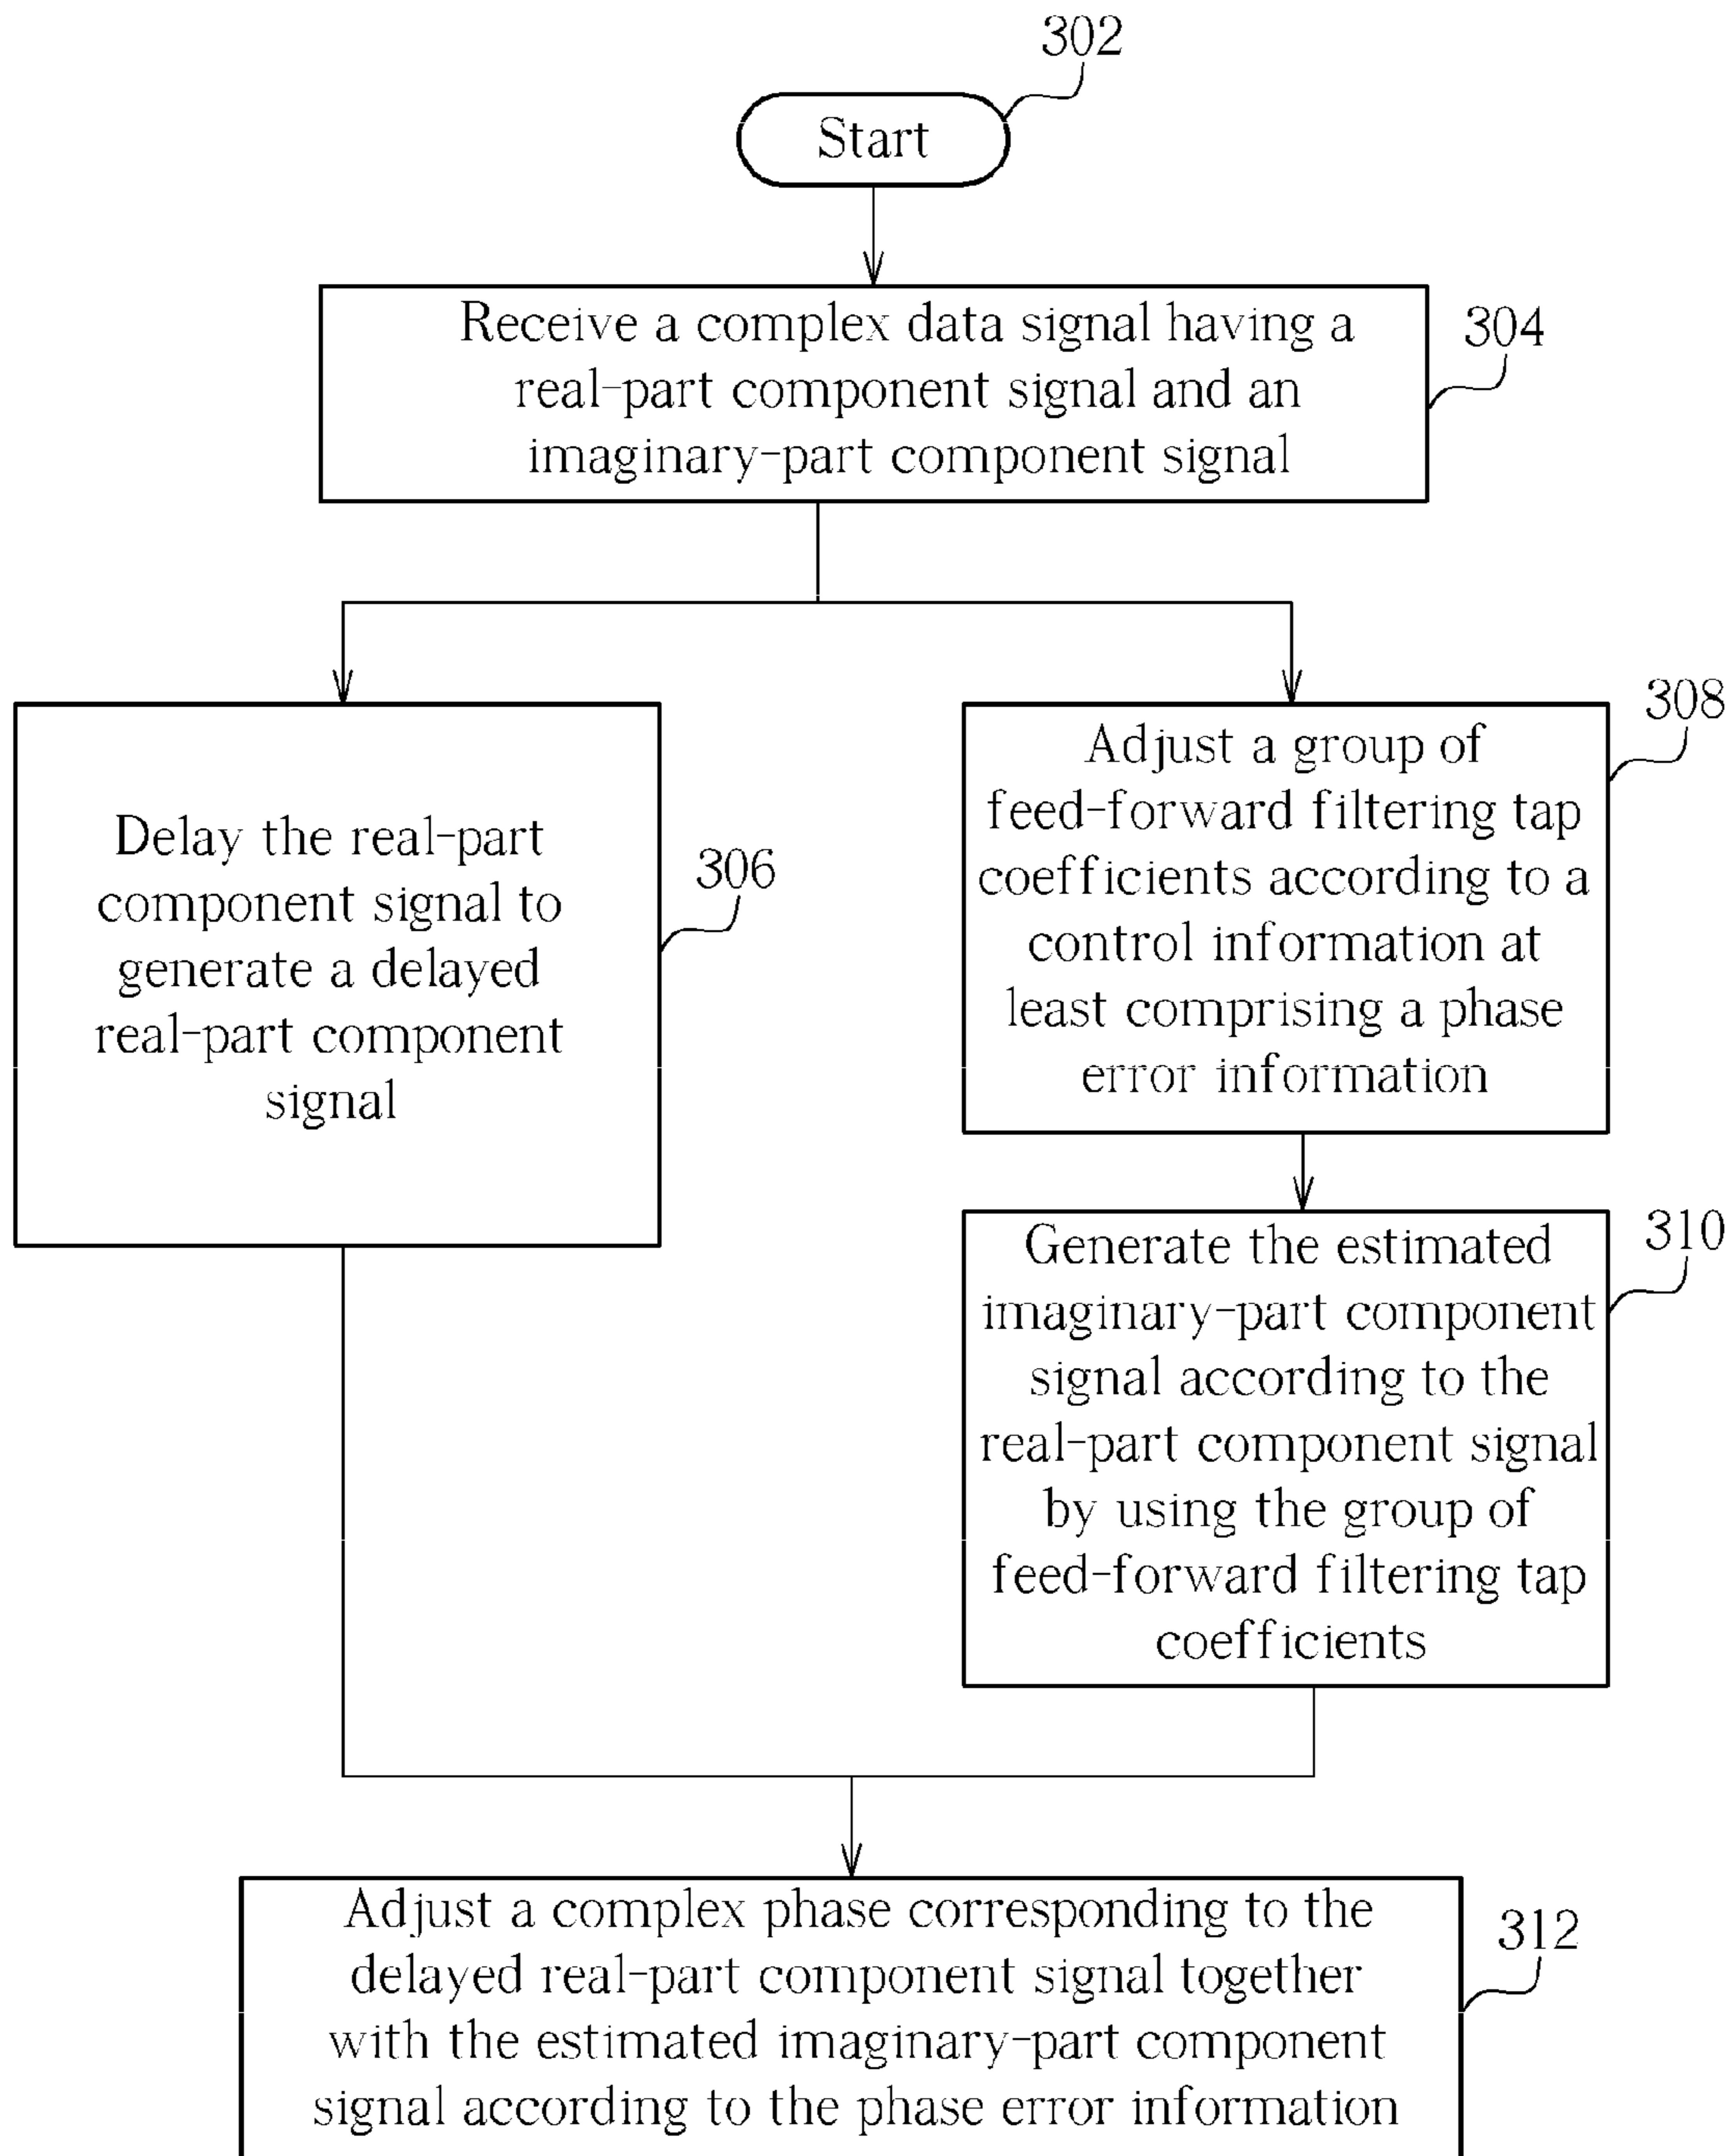 302
Start
Receive a complex data signal having a
real-part component signal and an
imaginary-part component signal
304
Delay the real-part
component signal to
generate a delayed
real-part component
signal
306
Adjust a group of
feed-forward filtering tap
coefficients according to a
control information at
least comprising a phase
error information
308
Generate the estimated
imaginary-part component
signal according to the
real-part component signal
by using the group of
feed-forward filtering tap
coefficients
310
Adjust a complex phase corresponding to the
delayed real-part component signal together
with the estimated imaginary-part component
signal according to the phase error information
312